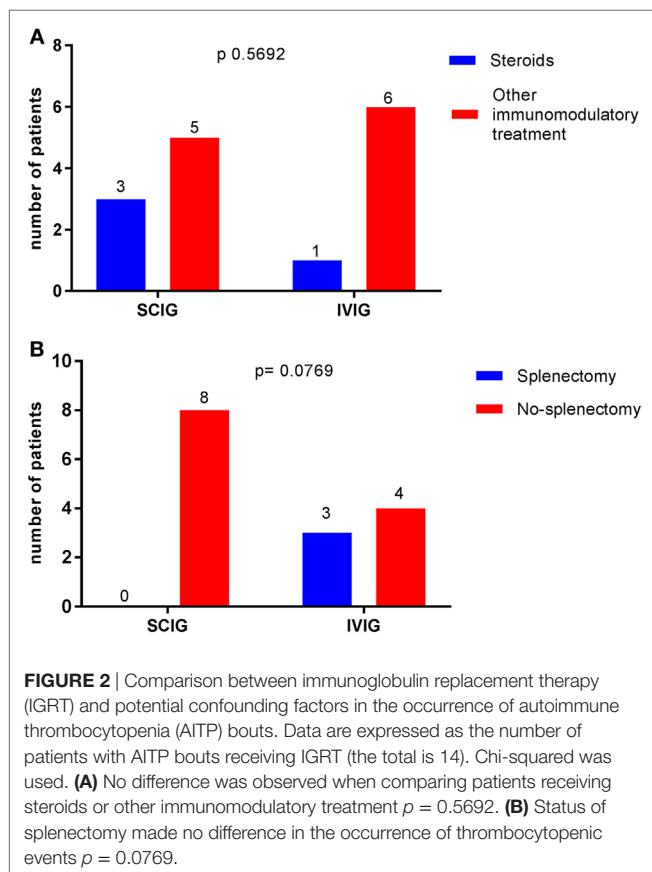 A
p 0.5692
Steroids
Other
immunomodulatory
treatment
number of patients
8
6
4
2
0
3
5
1
6
SCIG
IVIG
B
p= 0.0769
Splenectomy
No-splenectomy
number of patients
10
8
6
4
2
0
0
8
3
4
SCIG
IVIG
FIGURE 2 | Comparison between immunoglobulin replacement therapy
(IGRT) and potential confounding factors in the occurrence of autoimmune
thrombocytopenia (AITP) bouts. Data are expressed as the number of
patients with AITP bouts receiving IGRT (the total is 14). Chi-squared was
used. (A) No difference was observed when comparing patients receiving
steroids or other immunomodulatory treatment p = 0.5692. (B) Status of
splenectomy made no difference in the occurrence of thrombocytopenic
events p = 0.0769.